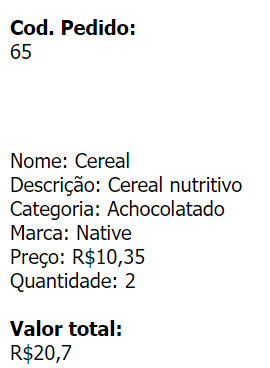 Cod. Pedido:
65
Nome: Cereal
Descrição: Cereal nutritivo
Categoria: Achocolatado
Marca: Native
Preço: R$10,35
Quantidade: 2
Valor total:
R$20,7